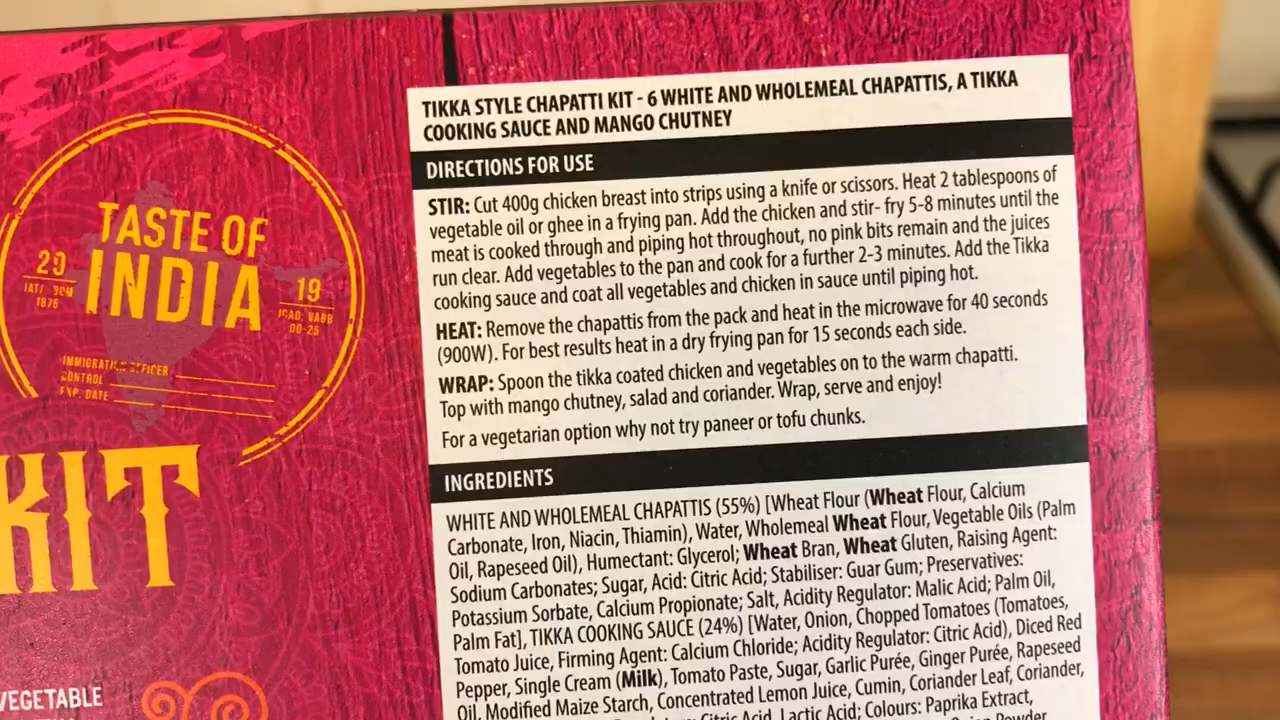 TASTE OF
INDIA
20
19
1975
00-25
IMMIGRATION OFFICER
CONTROL
EXP. DATE
KIT
VEGETABLE
TIKKA STYLE CHAPATTI KIT - 6 WHITE AND WHOLEMEAL CHAPATTIS, A TIKKA
COOKING SAUCE AND MANGO CHUTNEY
DIRECTIONS FOR USE
STIR: Cut 400g chicken breast into strips using a knife or scissors. Heat 2 tablespoons of
vegetable oil or ghee in a frying pan. Add the chicken and stir- fry 5-8 minutes until the
meat is cooked through and piping hot throughout, no pink bits remain and the juices
run clear. Add vegetables to the pan and cook for a further 2-3 minutes. Add the Tikka
cooking sauce and coat all vegetables and chicken in sauce until piping hot.
HEAT: Remove the chapattis from the pack and heat in the microwave for 40 seconds
(900W). For best results heat in a dry frying pan for 15 seconds each side.
WRAP: Spoon the tikka coated chicken and vegetables on to the warm chapatti.
Top with mango chutney, salad and coriander. Wrap, serve and enjoy!
For a vegetarian option why not try paneer or tofu chunks.
INGREDIENTS
WHITE AND WHOLEMEAL CHAPATTIS (55%) [Wheat Flour (Wheat Flour, Calcium
Carbonate, Iron, Niacin, Thiamin), Water, Wholemeal Wheat Flour, Vegetable Oils (Palm
Oil, Rapeseed Oil), Humectant: Glycerol; Wheat Bran, Wheat Gluten, Raising Agent:
Sodium Carbonates; Sugar, Acid: Citric Acid; Stabiliser: Guar Gum; Preservatives:
Potassium Sorbate, Calcium Propionate; Salt, Acidity Regulator: Malic Acid; Palm Oil,
Palm Fat], TIKKA COOKING SAUCE (24%) [Water, Onion, Chopped Tomatoes (Tomatoes,
Tomato Juice, Firming Agent: Calcium Chloride; Acidity Regulator: Citric Acid), Diced Red
Pepper, Single Cream (Milk), Tomato Paste, Sugar, Garlic Purée, Ginger Purée, Rapeseed
Oil, Modified Maize Starch, Concentrated Lemon Juice, Cumin, Coriander Leaf, Coriander,
Citric Acid, Lactic Acid; Colours: Paprika Extract,
Powder